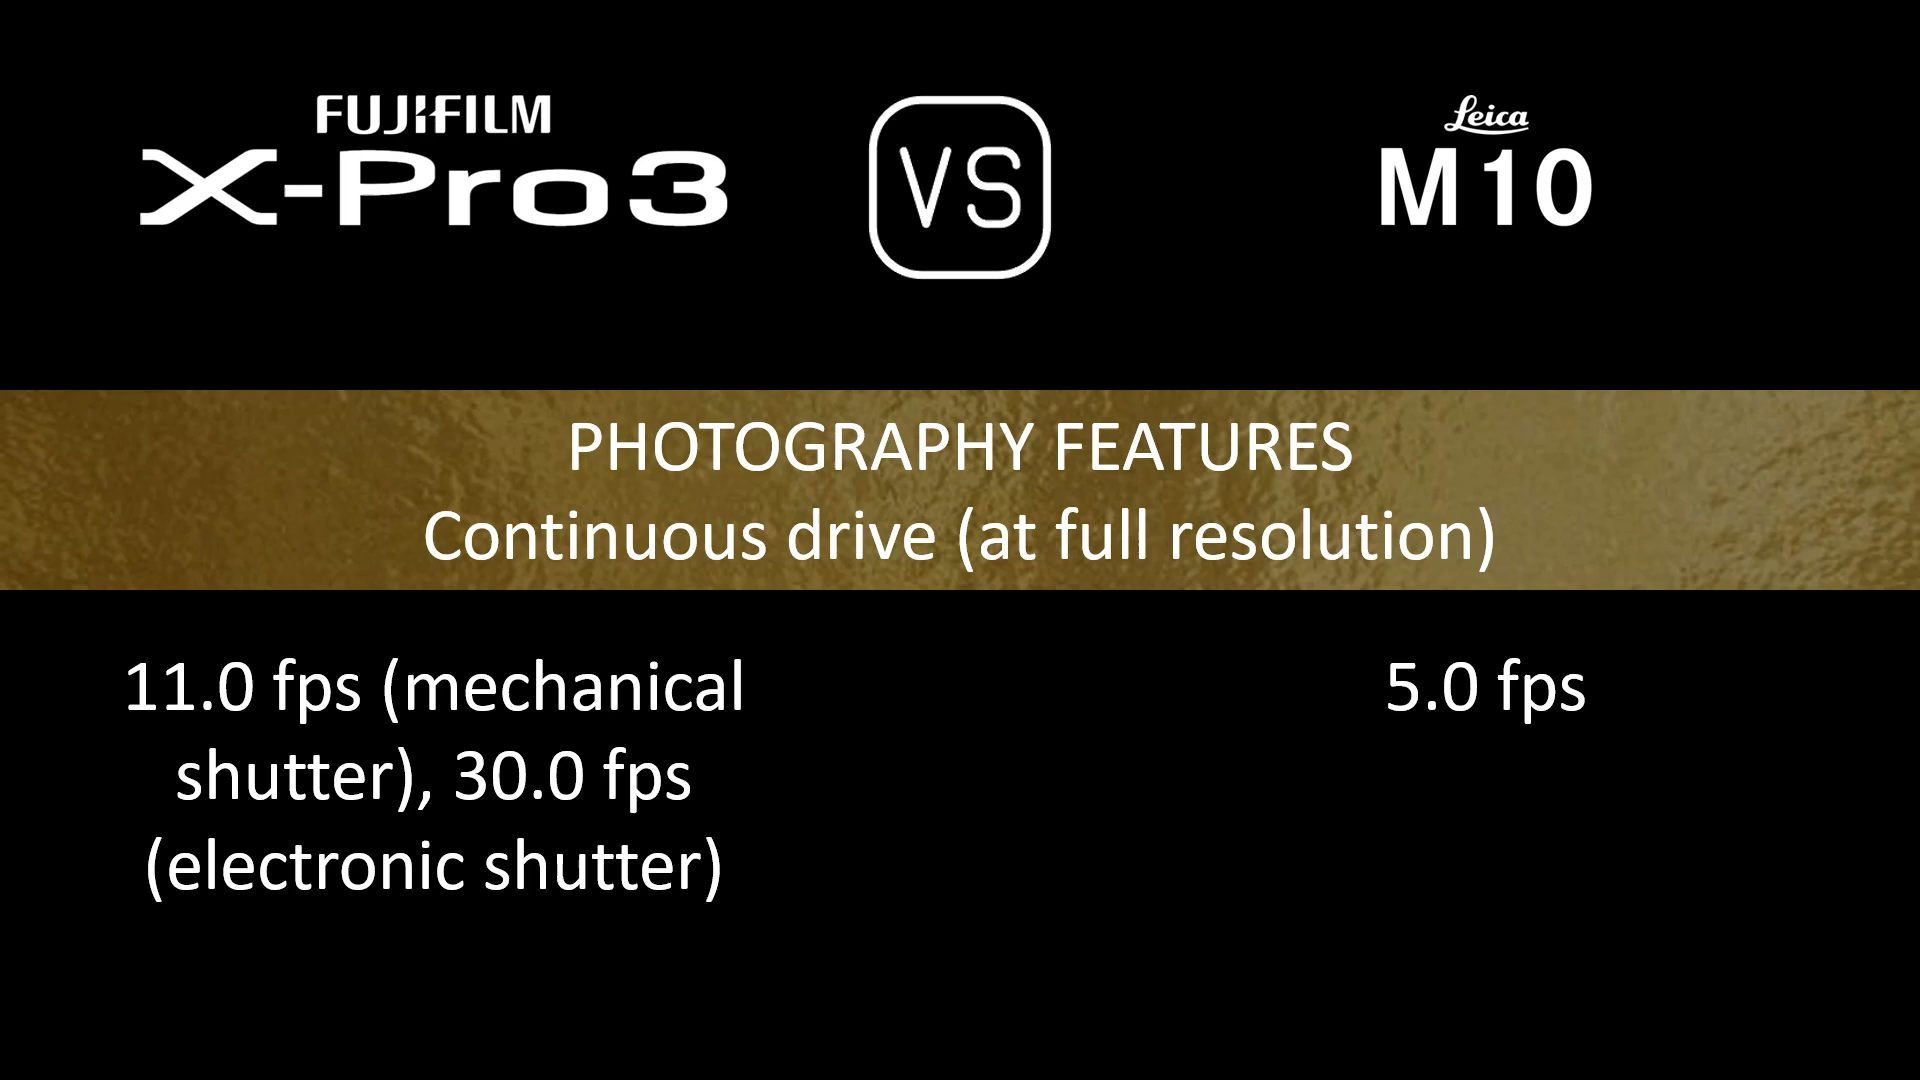 FUJIFILM
X-Pro3
VS
Leica
M10
PHOTOGRAPHY FEATURES
Continuous drive (at full resolution)
11.0 fps (mechanical
shutter), 30.0 fps
(electronic shutter)
5.0 fps